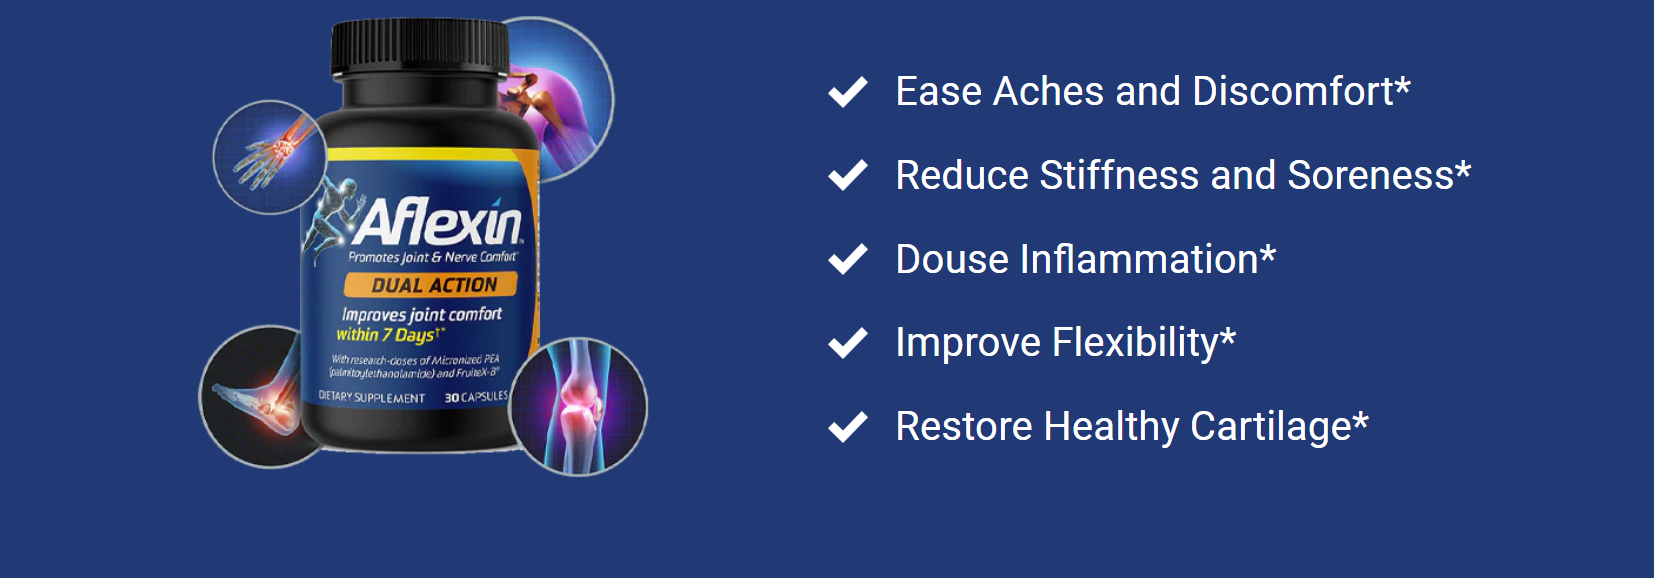 Aflexin™
Promotes Joint & Nerve Comfort*
DUAL ACTION
Improves joint comfort
within 7 Days†*
With research-doses of Micronized PEA
(palmitoylethanolamide) and FruiteX-B®
DIETARY SUPPLEMENT 30 CAPSULES
Ease Aches and Discomfort*
Reduce Stiffness and Soreness*
Douse Inflammation*
Improve Flexibility*
Restore Healthy Cartilage*